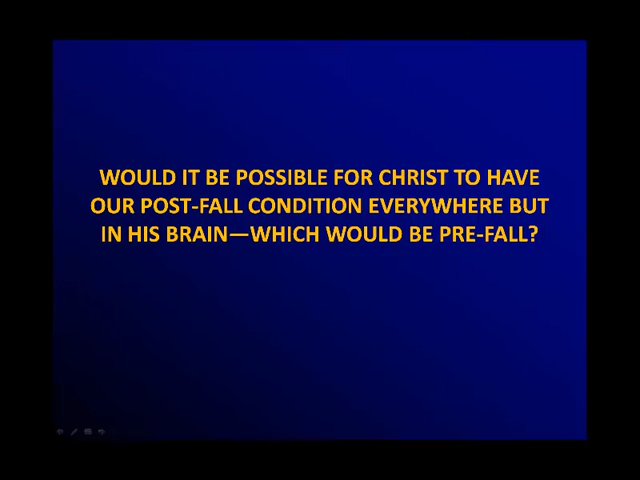 WOULD IT BE POSSIBLE FOR CHRIST TO HAVE
OUR POST-FALL CONDITION EVERYWHERE BUT
IN HIS BRAIN—WHICH WOULD BE PRE-FALL?